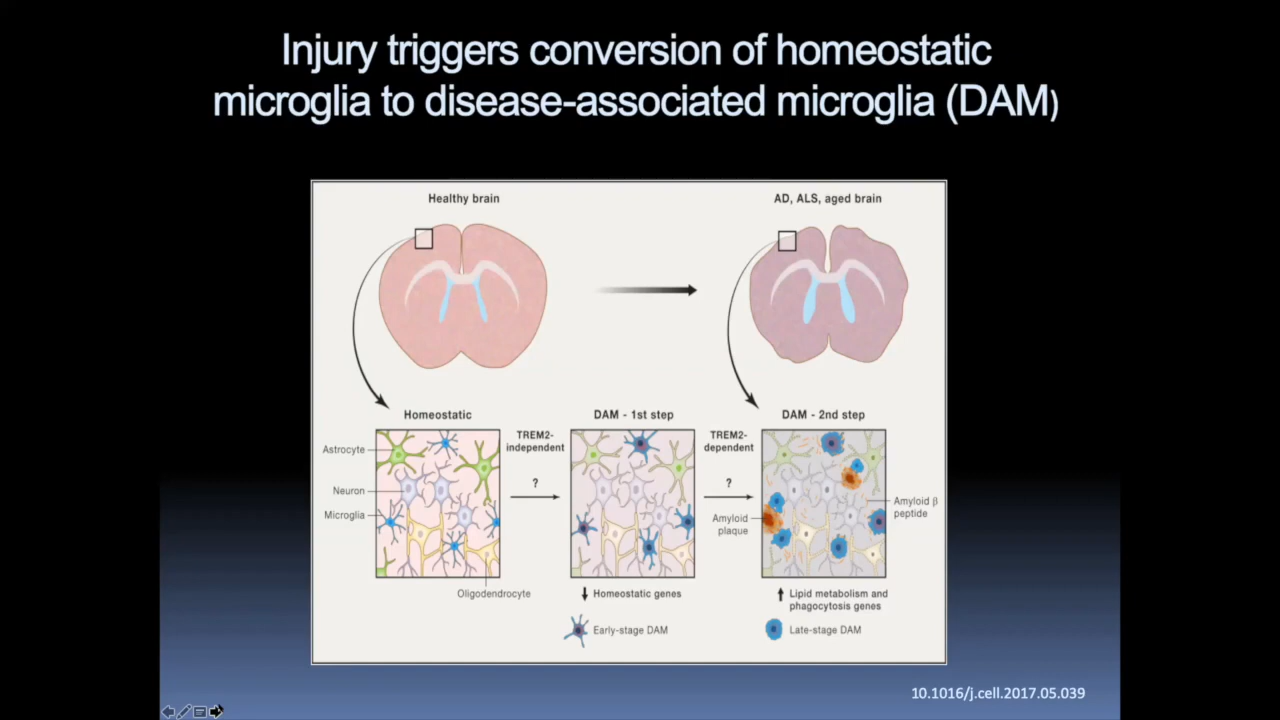 Injury triggers conversion of homeostatic
microglia to disease-associated microglia (DAM)
Healthy brain
AD, ALS, aged brain
Homeostatic
DAM - 1st step
DAM - 2nd step
TREM2-
independent
TREM2-
dependent
Astrocyte
Neuron
Microglia
?
?
Amyloid
plaque
Amyloid β
peptide
Oligodendrocyte
Homeostatic genes
Early-stage DAM
Lipid metabolism and
phagocytosis genes
Late-stage DAM
10.1016/j.cell.2017.05.039